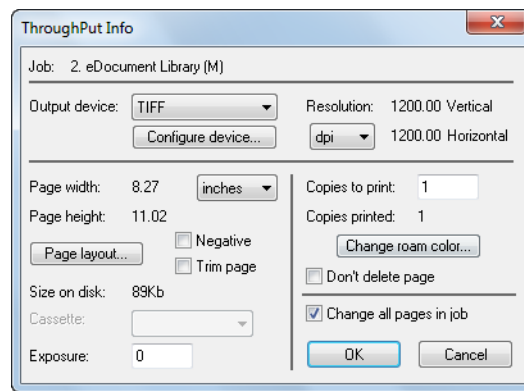 ThroughPut Info
Job: 2. eDocument Library (M)
Output device: TIFF
Configure device...
Resolution: 1200.00 Vertical
dpi 1200.00 Horizontal
Page width: 8.27 inches
Page height: 11.02
Negative
Page layout...
Trim page
Size on disk: 89Kb
Cassette:
Exposure: 0
Copies to print: 1
Copies printed: 1
Change roam color...
Don't delete page
Change all pages in job
OK Cancel